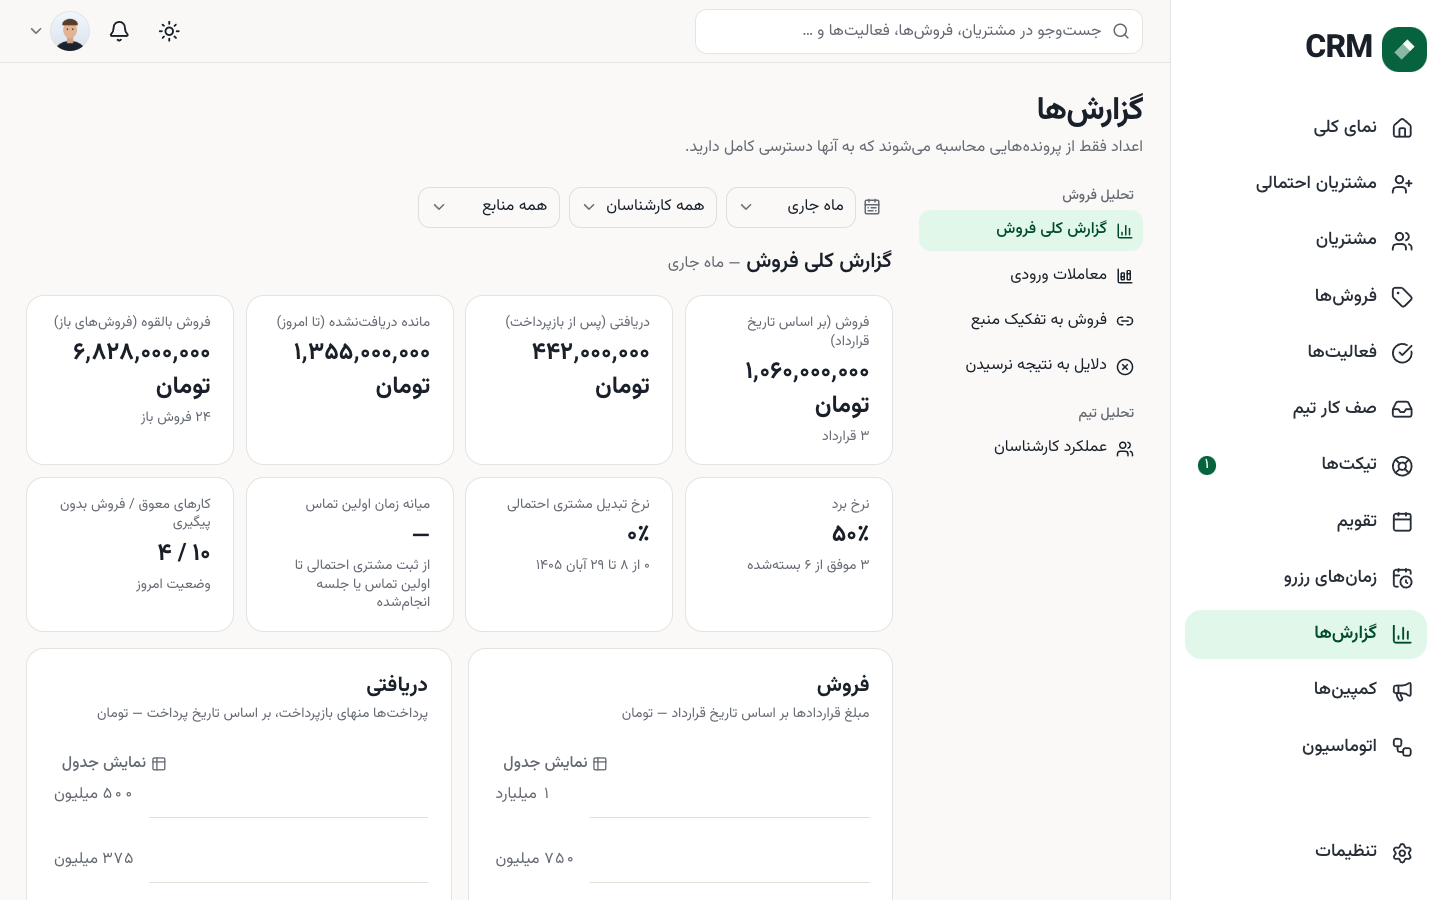 CRM
نمای کلی
مشتریان احتمالی
مشتریان
فروش‌ها
فعالیت‌ها
صف کار تیم
تیکت‌ها
۱
تقویم
زمان‌های رزرو
گزارش‌ها
کمپین‌ها
اتوماسیون
تنظیمات
جست‌وجو در مشتریان، فروش‌ها، فعالیت‌ها و ...
گزارش‌ها
اعداد فقط از پرونده‌هایی محاسبه می‌شوند که به آنها دسترسی کامل دارید.
تحلیل فروش
گزارش کلی فروش
معاملات ورودی
فروش به تفکیک منبع
دلایل به نتیجه نرسیدن
تحلیل تیم
عملکرد کارشناسان
ماه جاری
همه کارشناسان
همه منابع
گزارش کلی فروش — ماه جاری
فروش (بر اساس تاریخ
قرارداد)
۱,۰۶۰,۰۰۰,۰۰۰
تومان
۳ قرارداد
دریافتی (پس از بازپرداخت)
۴۴۲,۰۰۰,۰۰۰
تومان
مانده دریافت‌نشده (تا امروز)
۱,۳۵۵,۰۰۰,۰۰۰
تومان
فروش بالقوه (فروش‌های باز)
۶,۸۲۸,۰۰۰,۰۰۰
تومان
۲۴ فروش باز
نرخ برد
۵۰٪
۳ موفق از ۶ بسته‌شده
نرخ تبدیل مشتری احتمالی
۰٪
۰ از ۸ تا ۲۹ آبان ۱۴۰۵
میانه زمان اولین تماس
—
از ثبت مشتری احتمالی تا
اولین تماس یا جلسه
انجام‌شده
کارهای معوق / فروش بدون
پیگیری
۱۰ / ۴
وضعیت امروز
فروش
مبلغ قراردادها بر اساس تاریخ قرارداد — تومان
نمایش جدول
۱ میلیارد
۷۵۰ میلیون
دریافتی
پرداخت‌ها منهای بازپرداخت، بر اساس تاریخ پرداخت — تومان
نمایش جدول
۵۰۰ میلیون
۳۷۵ میلیون